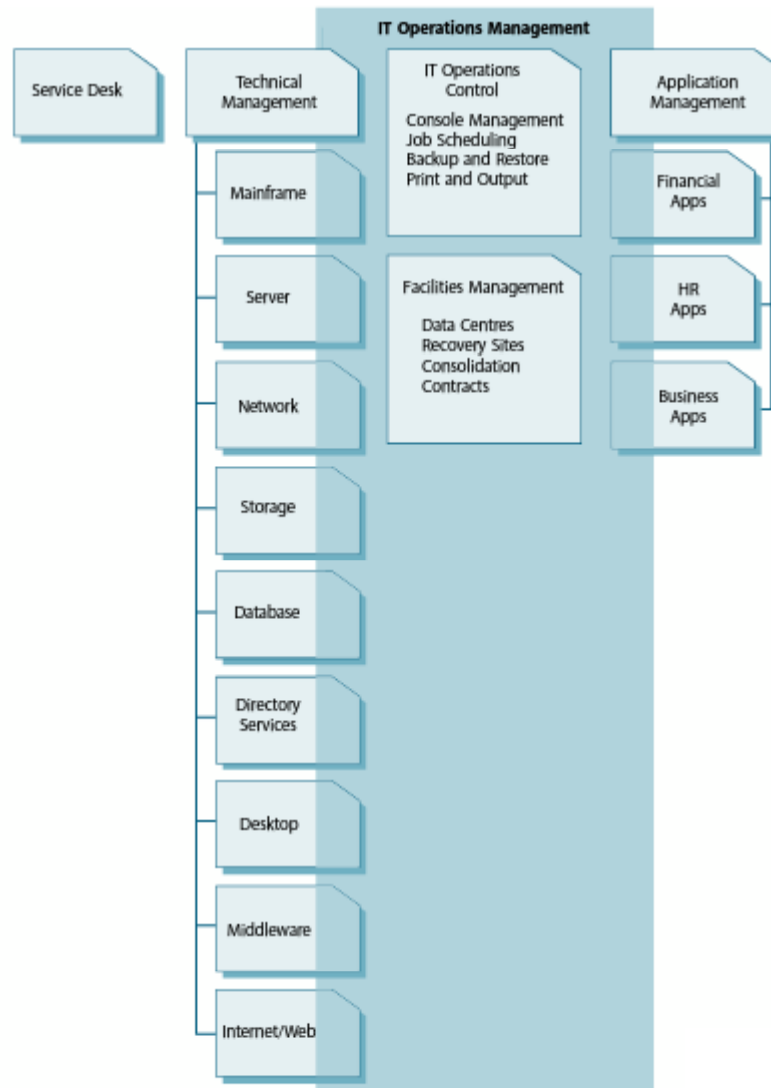 IT Operations Management
Service Desk
Technical
Management
Mainframe
Server
Network
Storage
Database
Directory
Services
Desktop
Middleware
Internet/Web
IT Operations
Control
Console Management
Job Scheduling
Backup and Restore
Print and Output
Facilities Management
Data Centres
Recovery Sites
Consolidation
Contracts
Application
Management
Financial
Apps
HR
Apps
Business
Apps